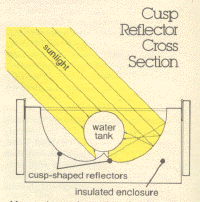 Cusp
Reflector
Cross
Section
sunlight
water
tank
cusp-shaped reflectors
insulated enclosure